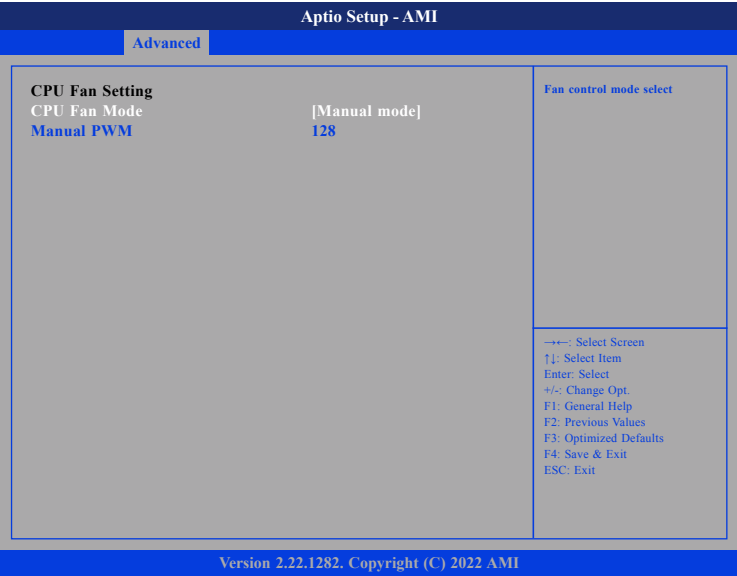 Aptio Setup - AMI
Advanced
CPU Fan Setting
CPU Fan Mode [Manual mode]
Manual PWM 128
Fan control mode select
→←: Select Screen
↑↓: Select Item
Enter: Select
+/-: Change Opt.
F1: General Help
F2: Previous Values
F3: Optimized Defaults
F4: Save & Exit
ESC: Exit
Version 2.22.1282. Copyright (C) 2022 AMI